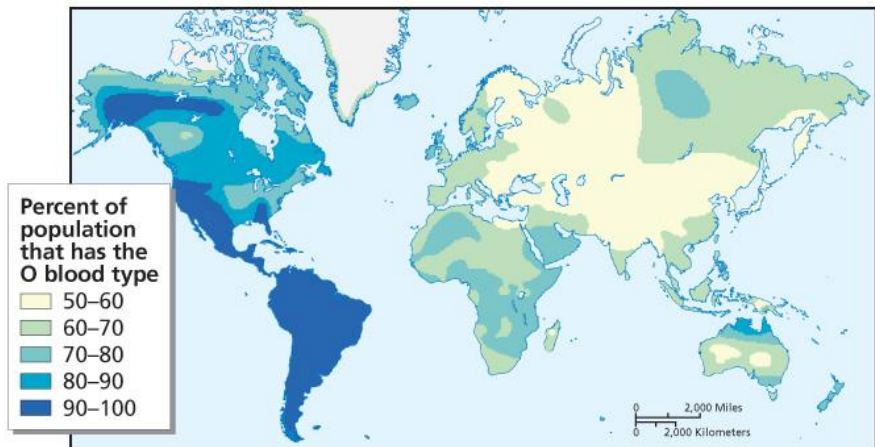 Percent of
population
that has the
O blood type
50–60
60–70
70–80
80–90
90–100
0 2,000 Miles
0 2,000 Kilometers